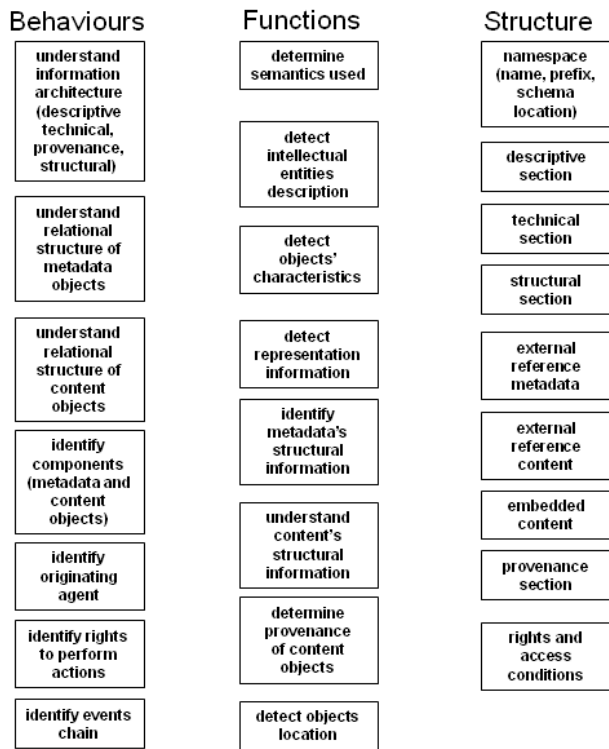 Behaviours
understand
information
architecture
(descriptive
technical,
provenance,
structural)
understand
relational
structure of
metadata
objects
understand
relational
structure of
content
objects
identify
components
(metadata and
content
objects)
identify
originating
agent
identify rights
to perform
actions
identify events
chain
Functions
determine
semantics used
detect
intellectual
entities
description
detect
objects'
characteristics
detect
representation
information
identify
metadata's
structural
information
understand
content's
structural
information
determine
provenance
of content
objects
detect objects
location
Structure
namespace
(name, prefix,
schema
location)
descriptive
section
technical
section
structural
section
external
reference
metadata
external
reference
content
embedded
content
provenance
section
rights and
access
conditions